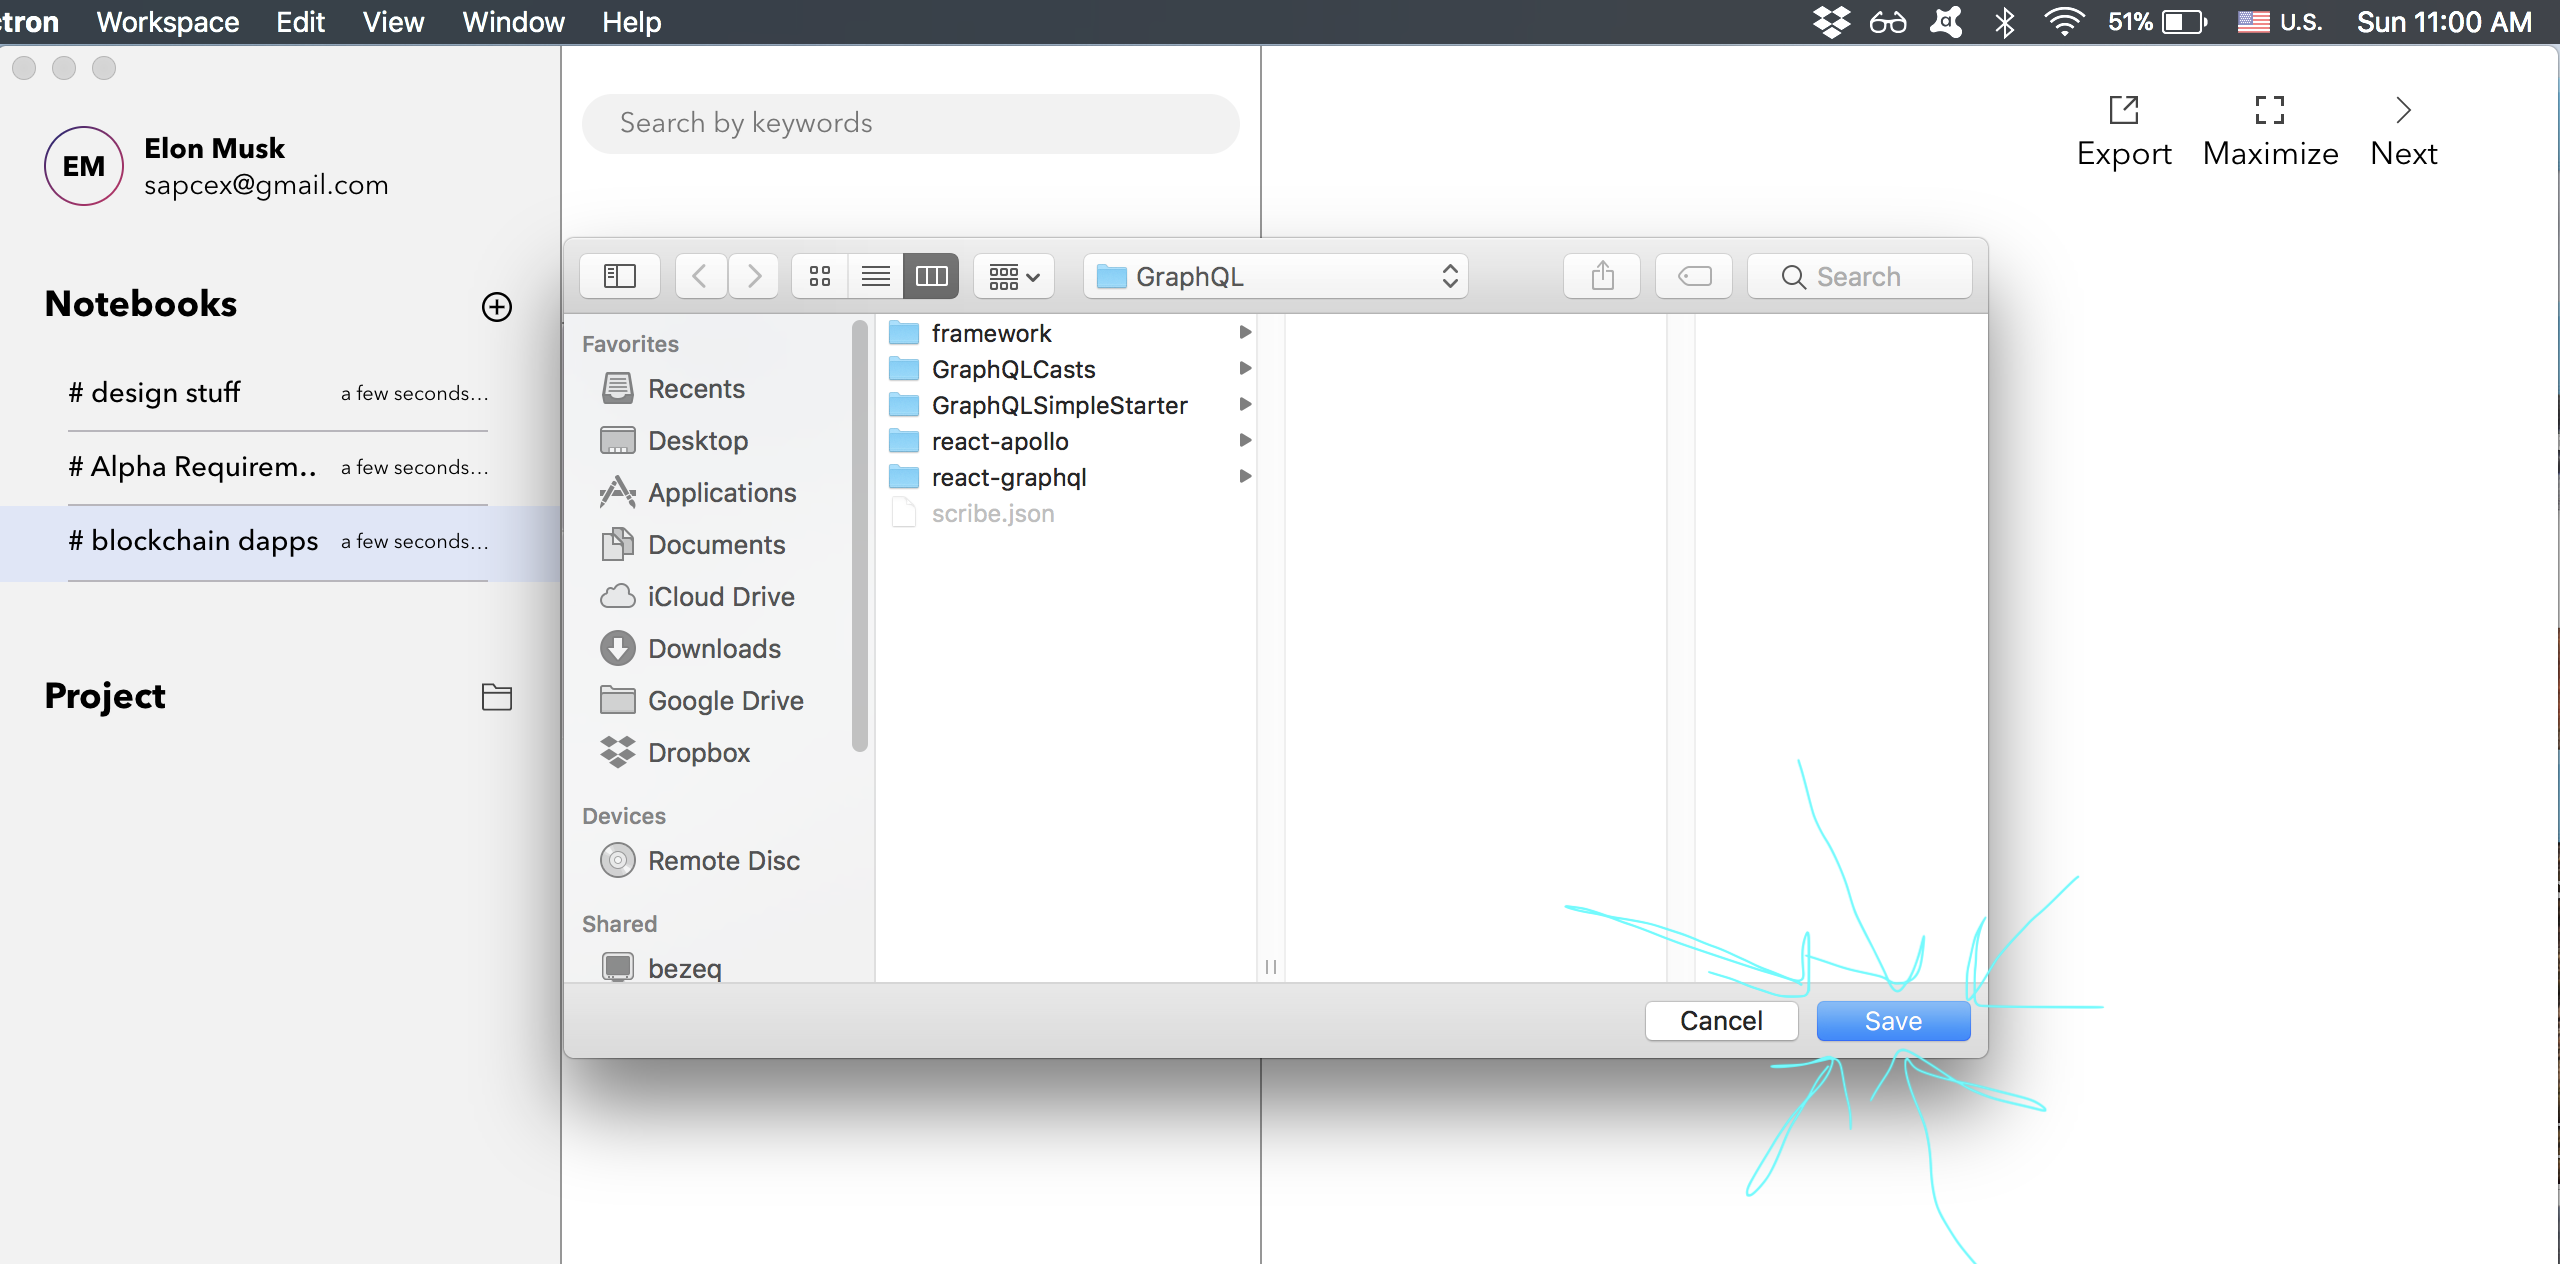 ctron Workspace Edit View Window Help 51% U.S. Sun 11:00 AM
Search by keywords
Export Maximize Next
EM
Elon Musk
sapcex@gmail.com
Notebooks
# design stuff a few seconds...
# Alpha Requirem.. a few seconds...
# blockchain dapps a few seconds...
Project
GraphQL
Search
Favorites
Recents
Desktop
Applications
Documents
iCloud Drive
Downloads
Google Drive
Dropbox
Devices
Remote Disc
Shared
bezeq
framework
GraphQLCasts
GraphQLSimpleStarter
react-apollo
react-graphql
scribe.json
Cancel Save